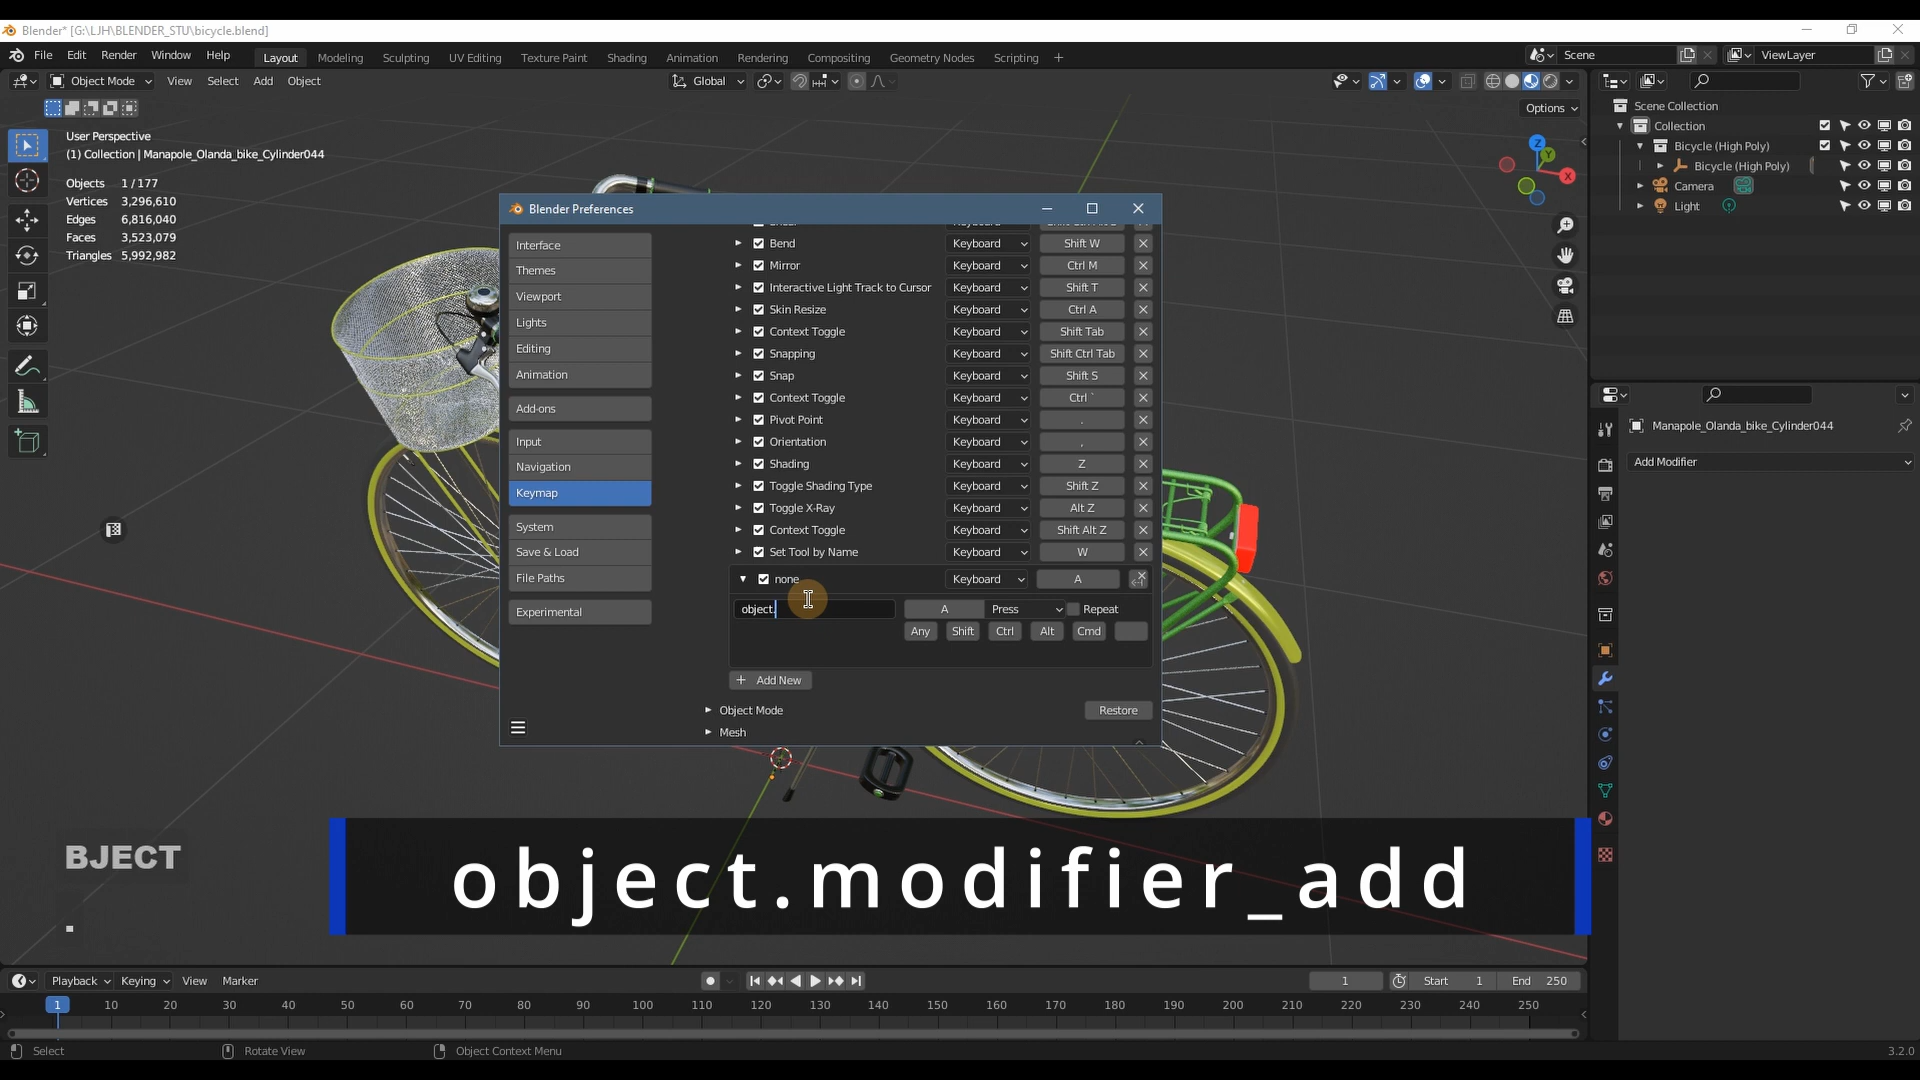 Blender* [G:\LJH\BLENDER_STU\bicycle.blend]
File Edit Render Window Help Layout Modeling Sculpting UV Editing Texture Paint Shading Animation Rendering Compositing Geometry Nodes Scripting + Scene ViewLayer
Object Mode View Select Add Object Global
Options
User Perspective
(1) Collection | Manapole_Olanda_bike_Cylinder044
Objects 1 / 177
Vertices 3,296,610
Edges 6,816,040
Faces 3,523,079
Triangles 5,992,982
Z
Y
X
Scene Collection
Collection
Bicycle (High Poly)
Bicycle (High Poly)
Camera
Light
Manapole_Olanda_bike_Cylinder044
Add Modifier
Blender Preferences
Interface
Themes
Viewport
Lights
Editing
Animation
Add-ons
Input
Navigation
Keymap
System
Save & Load
File Paths
Experimental
Bend Keyboard Shift W
Mirror Keyboard Ctrl M
Interactive Light Track to Cursor Keyboard Shift T
Skin Resize Keyboard Ctrl A
Context Toggle Keyboard Shift Tab
Snapping Keyboard Shift Ctrl Tab
Snap Keyboard Shift S
Context Toggle Keyboard Ctrl `
Pivot Point Keyboard .
Orientation Keyboard ,
Shading Keyboard Z
Toggle Shading Type Keyboard Shift Z
Toggle X-Ray Keyboard Alt Z
Context Toggle Keyboard Shift Alt Z
Set Tool by Name Keyboard W
none Keyboard A
object. A Press Repeat
Any Shift Ctrl Alt Cmd
+ Add New
Object Mode Restore
Mesh
BJECT
.
object.modifier_add
Playback Keying View Marker 1 Start 1 End 250
1 10 20 30 40 50 60 70 80 90 100 110 120 130 140 150 160 170 180 190 200 210 220 230 240 250
Select Rotate View Object Context Menu 3.2.0